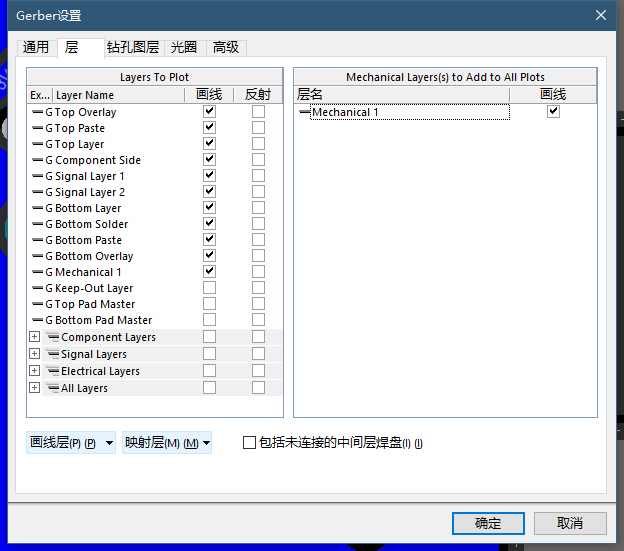 Gerber设置
通用 层 钻孔图层 光圈 高级
Layers To Plot
Ex... Layer Name 画线 反射
G Top Overlay
G Top Paste
G Top Layer
G Component Side
G Signal Layer 1
G Signal Layer 2
G Bottom Layer
G Bottom Solder
G Bottom Paste
G Bottom Overlay
G Mechanical 1
G Keep-Out Layer
G Top Pad Master
G Bottom Pad Master
Component Layers
Signal Layers
Electrical Layers
All Layers
Mechanical Layers(s) to Add to All Plots
层名 画线
Mechanical 1
画线层(P) (P) 映射层(M) (M) 包括未连接的中间层焊盘(I) (I)
确定 取消